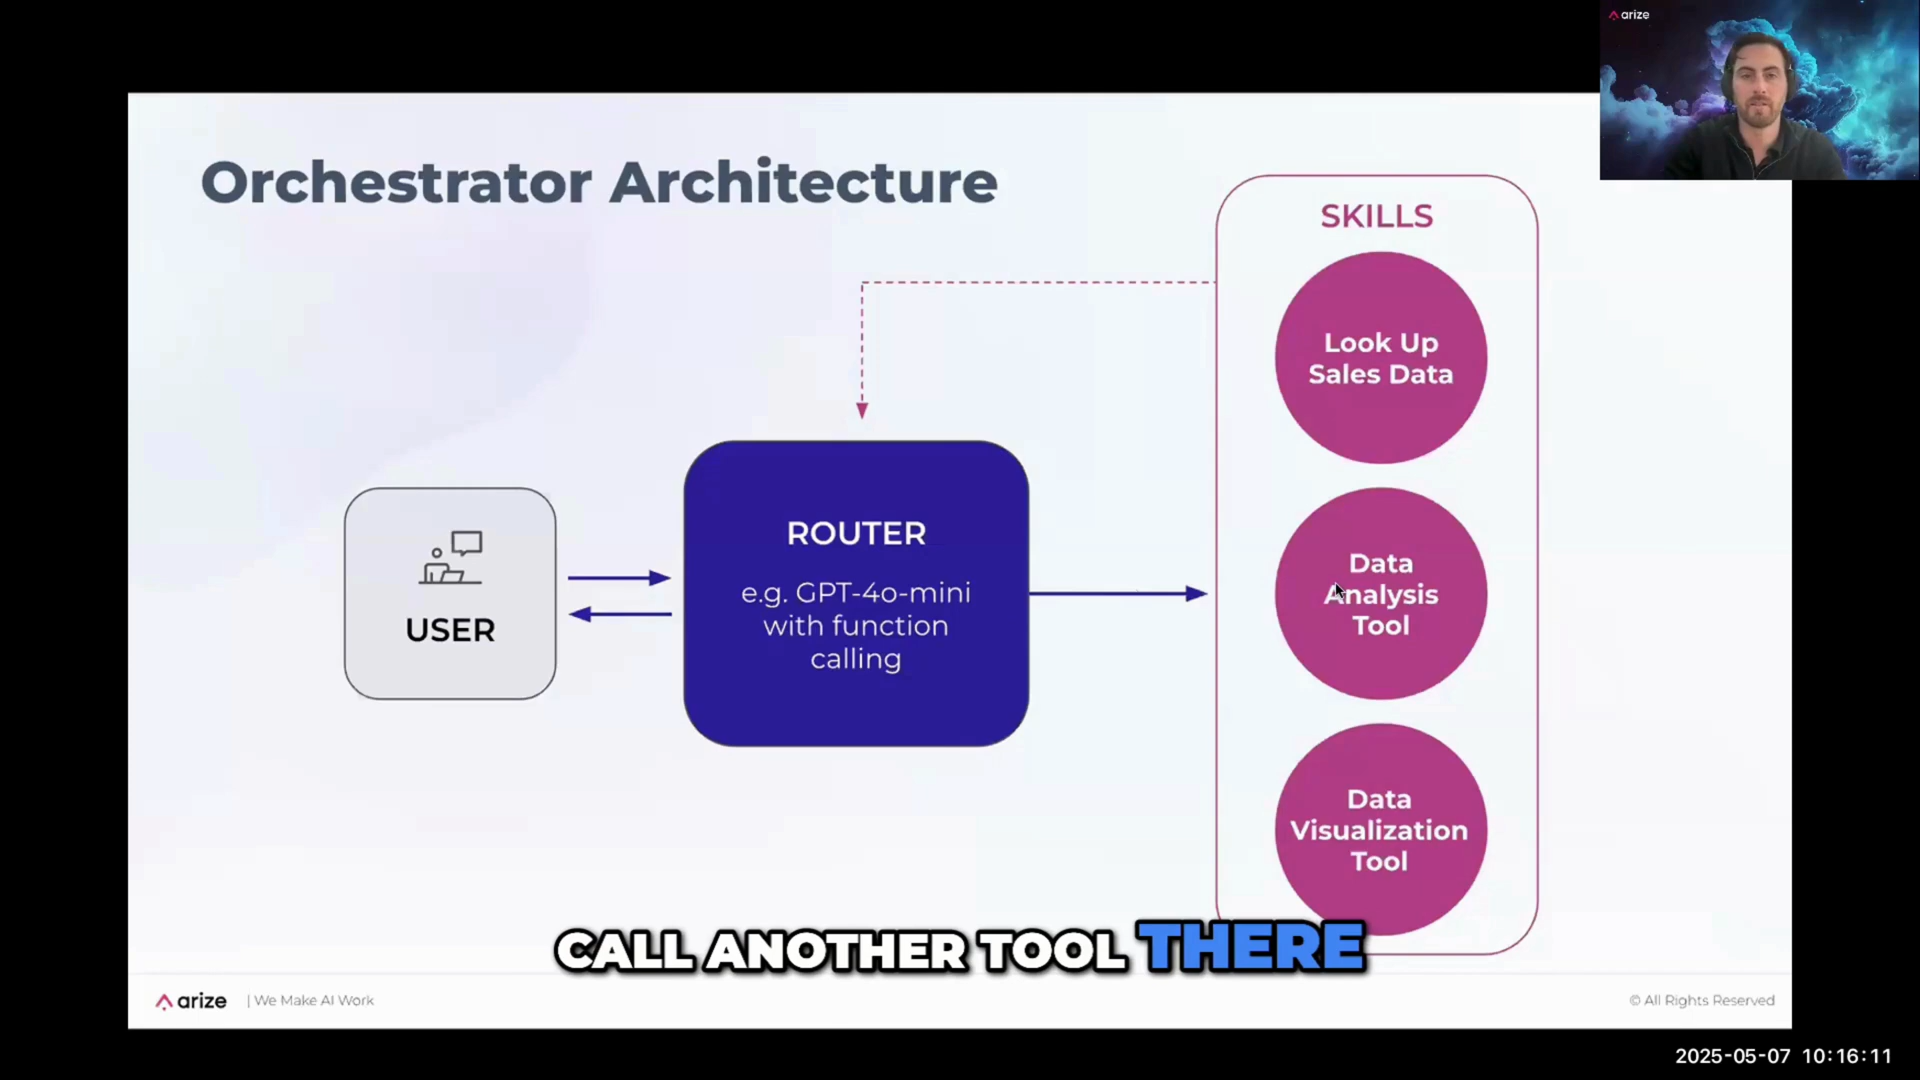 arize
Orchestrator Architecture
SKILLS
Look Up
Sales Data
ROUTER
e.g. GPT-4o-mini
with function
calling
USER
Data
Analysis
Tool
Data
Visualization
Tool
CALL ANOTHER TOOL THERE
arize | We Make AI Work
© All Rights Reserved
2025-05-07 10:16:11